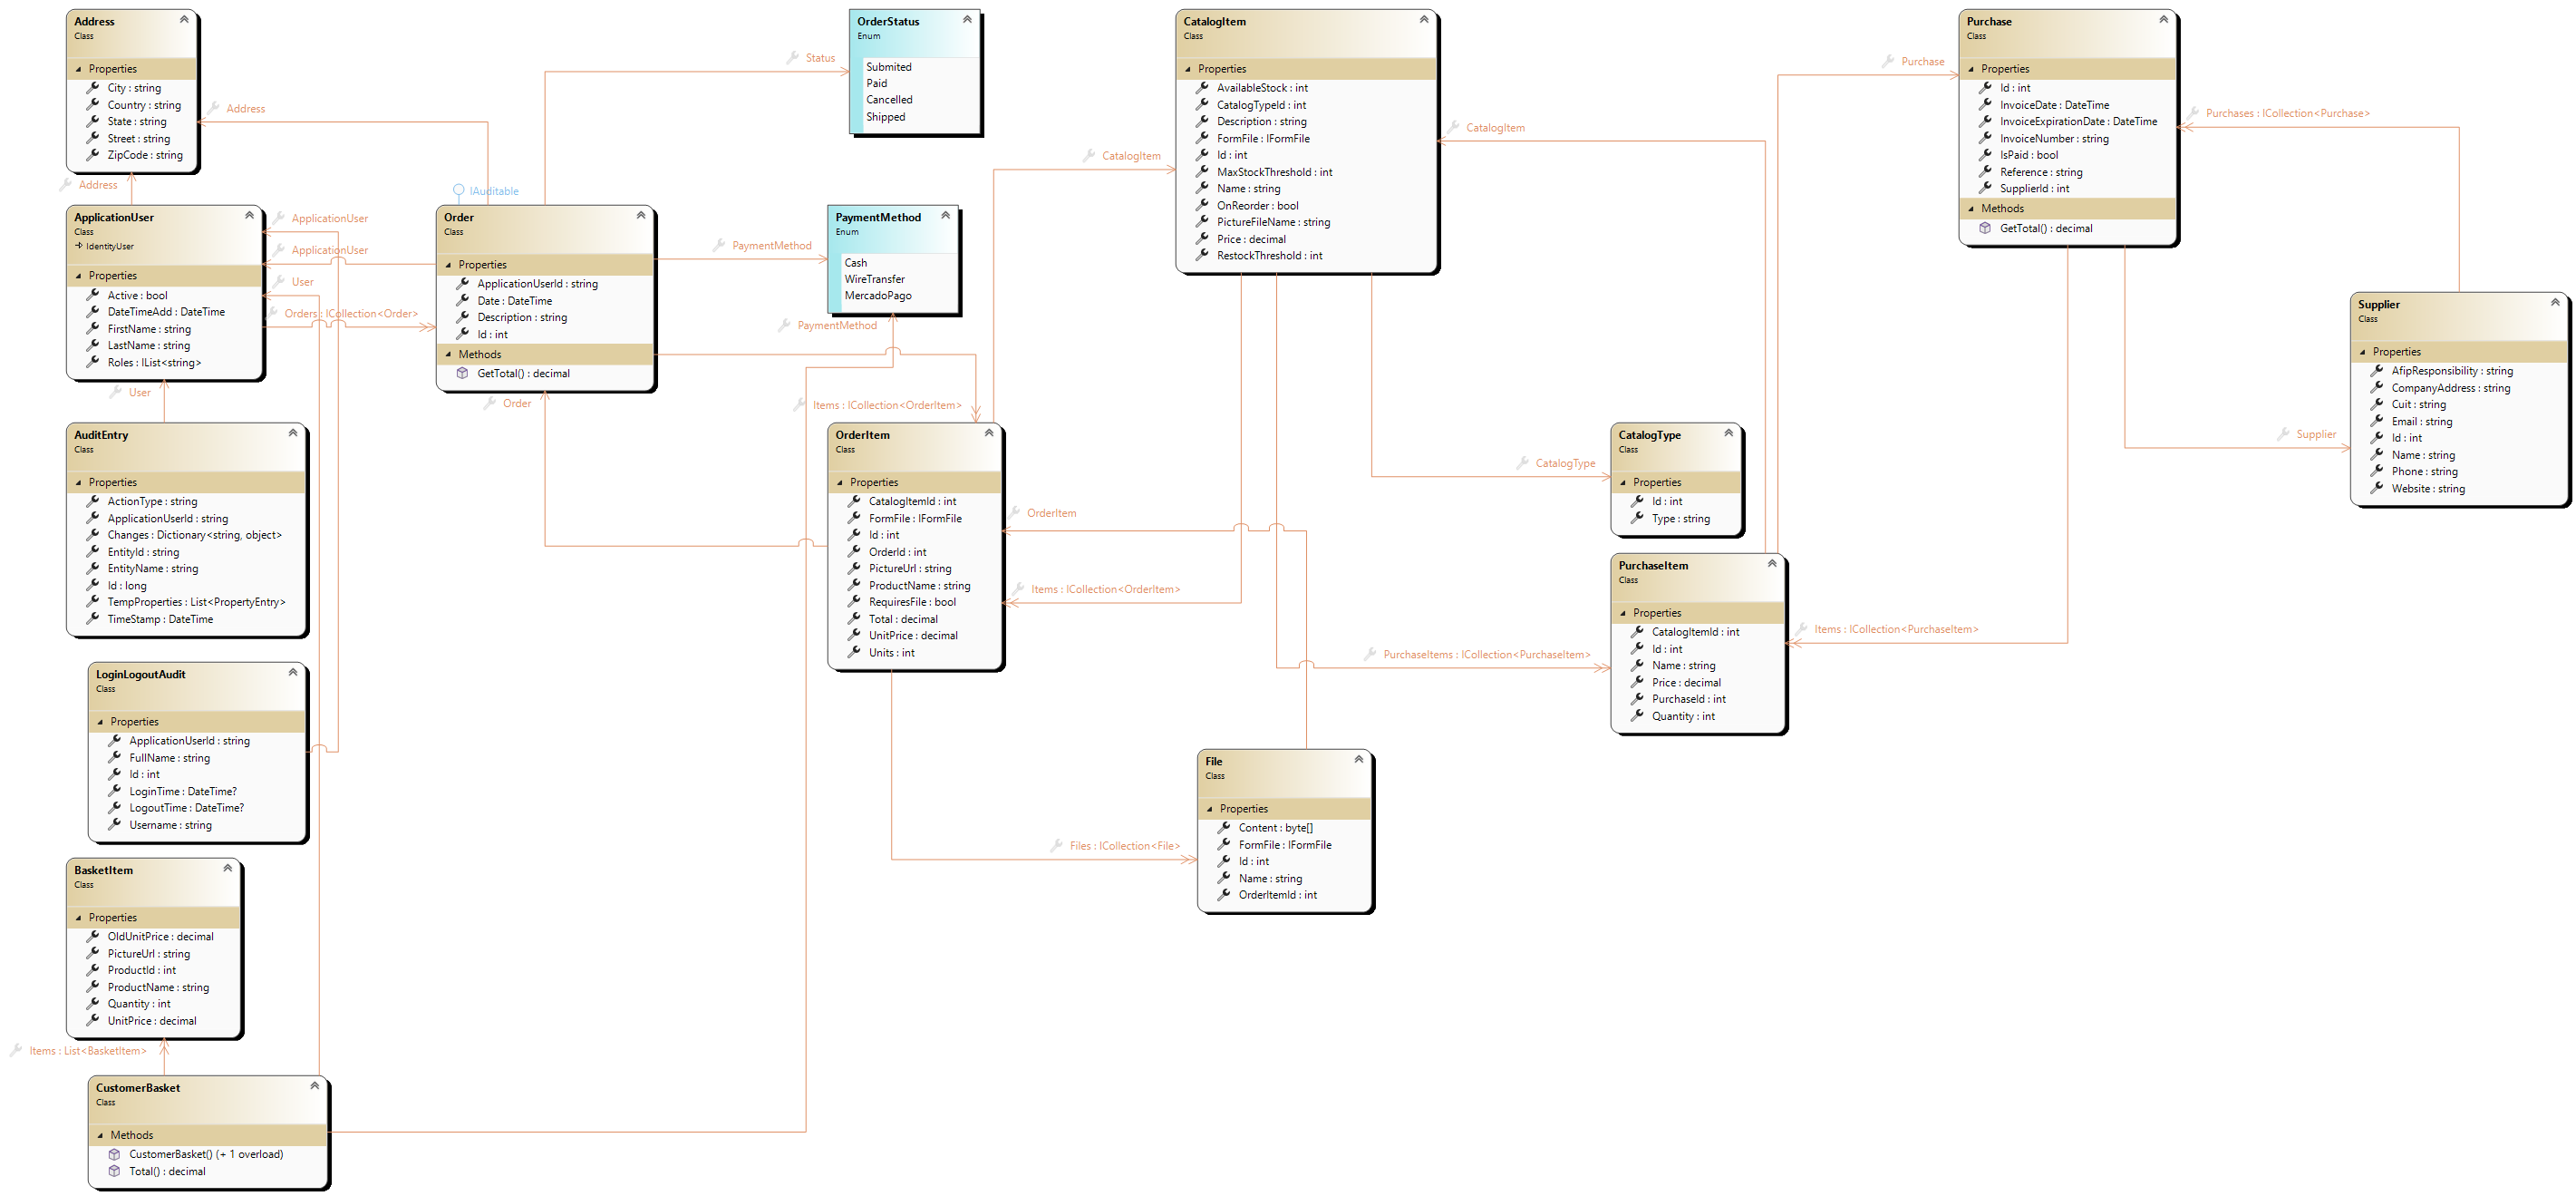 Address
Class
Properties
City : string
Country : string
State : string
Street : string
ZipCode : string
Address
Address
ApplicationUser
Class
IdentityUser
Properties
Active : bool
DateTimeAdd : DateTime
FirstName : string
LastName : string
Roles : IList<string>
ApplicationUser
ApplicationUser
User
Orders : ICollection<Order>
User
AuditEntry
Class
Properties
ActionType : string
ApplicationUserId : string
Changes : Dictionary<string, object>
EntityId : string
EntityName : string
Id : long
TempProperties : List<PropertyEntry>
TimeStamp : DateTime
LoginLogoutAudit
Class
Properties
ApplicationUserId : string
FullName : string
Id : int
LoginTime : DateTime?
LogoutTime : DateTime?
Username : string
BasketItem
Class
Properties
OldUnitPrice : decimal
PictureUrl : string
ProductId : int
ProductName : string
Quantity : int
UnitPrice : decimal
Items : List<BasketItem>
CustomerBasket
Class
Methods
CustomerBasket() (+ 1 overload)
Total() : decimal
IAuditable
Order
Class
Properties
ApplicationUserId : string
Date : DateTime
Description : string
Id : int
Methods
GetTotal() : decimal
Order
Status
OrderStatus
Enum
Submited
Paid
Cancelled
Shipped
PaymentMethod
PaymentMethod
Enum
Cash
WireTransfer
MercadoPago
PaymentMethod
Items : ICollection<OrderItem>
OrderItem
Class
Properties
CatalogItemId : int
FormFile : IFormFile
Id : int
OrderId : int
PictureUrl : string
ProductName : string
RequiresFile : bool
Total : decimal
UnitPrice : decimal
Units : int
CatalogItem
OrderItem
Items : ICollection<OrderItem>
Files : ICollection<File>
CatalogItem
Class
Properties
AvailableStock : int
CatalogTypeId : int
Description : string
FormFile : IFormFile
Id : int
MaxStockThreshold : int
Name : string
OnReorder : bool
PictureFileName : string
Price : decimal
RestockThreshold : int
CatalogItem
CatalogType
PurchaseItems : ICollection<PurchaseItem>
File
Class
Properties
Content : byte[]
FormFile : IFormFile
Id : int
Name : string
OrderItemId : int
CatalogType
Class
Properties
Id : int
Type : string
PurchaseItem
Class
Properties
CatalogItemId : int
Id : int
Name : string
Price : decimal
PurchaseId : int
Quantity : int
Purchase
Items : ICollection<PurchaseItem>
Purchase
Class
Properties
Id : int
InvoiceDate : DateTime
InvoiceExpirationDate : DateTime
InvoiceNumber : string
IsPaid : bool
Reference : string
SupplierId : int
Methods
GetTotal() : decimal
Purchases : ICollection<Purchase>
Supplier
Supplier
Class
Properties
AfipResponsibility : string
CompanyAddress : string
Cuit : string
Email : string
Id : int
Name : string
Phone : string
Website : string